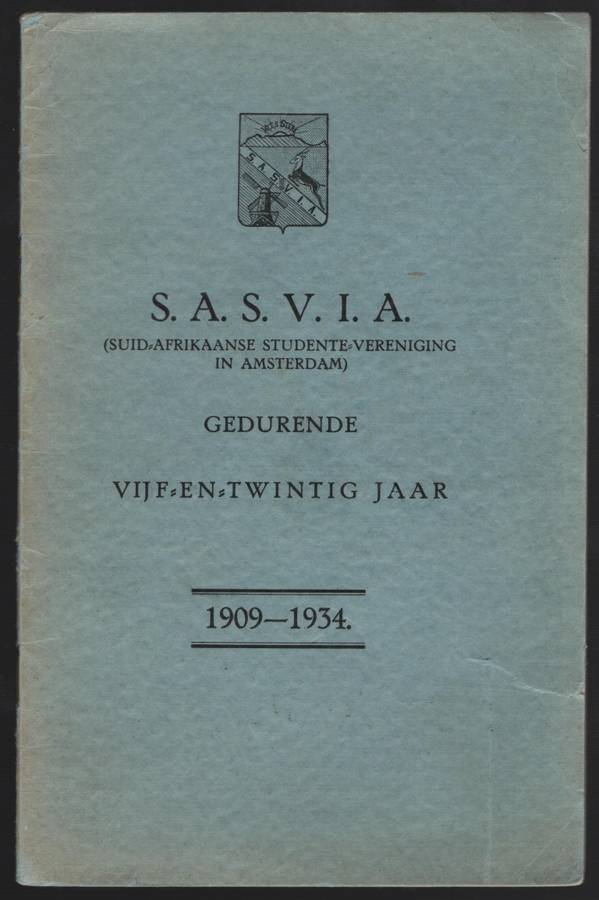 S. A. S. V. I. A.
S. A. S. V. I. A.
(SUID-AFRIKAANSE STUDENTE-VERENIGING
IN AMSTERDAM)
GEDURENDE
VIJF-EN-TWINTIG JAAR
1909—1934.